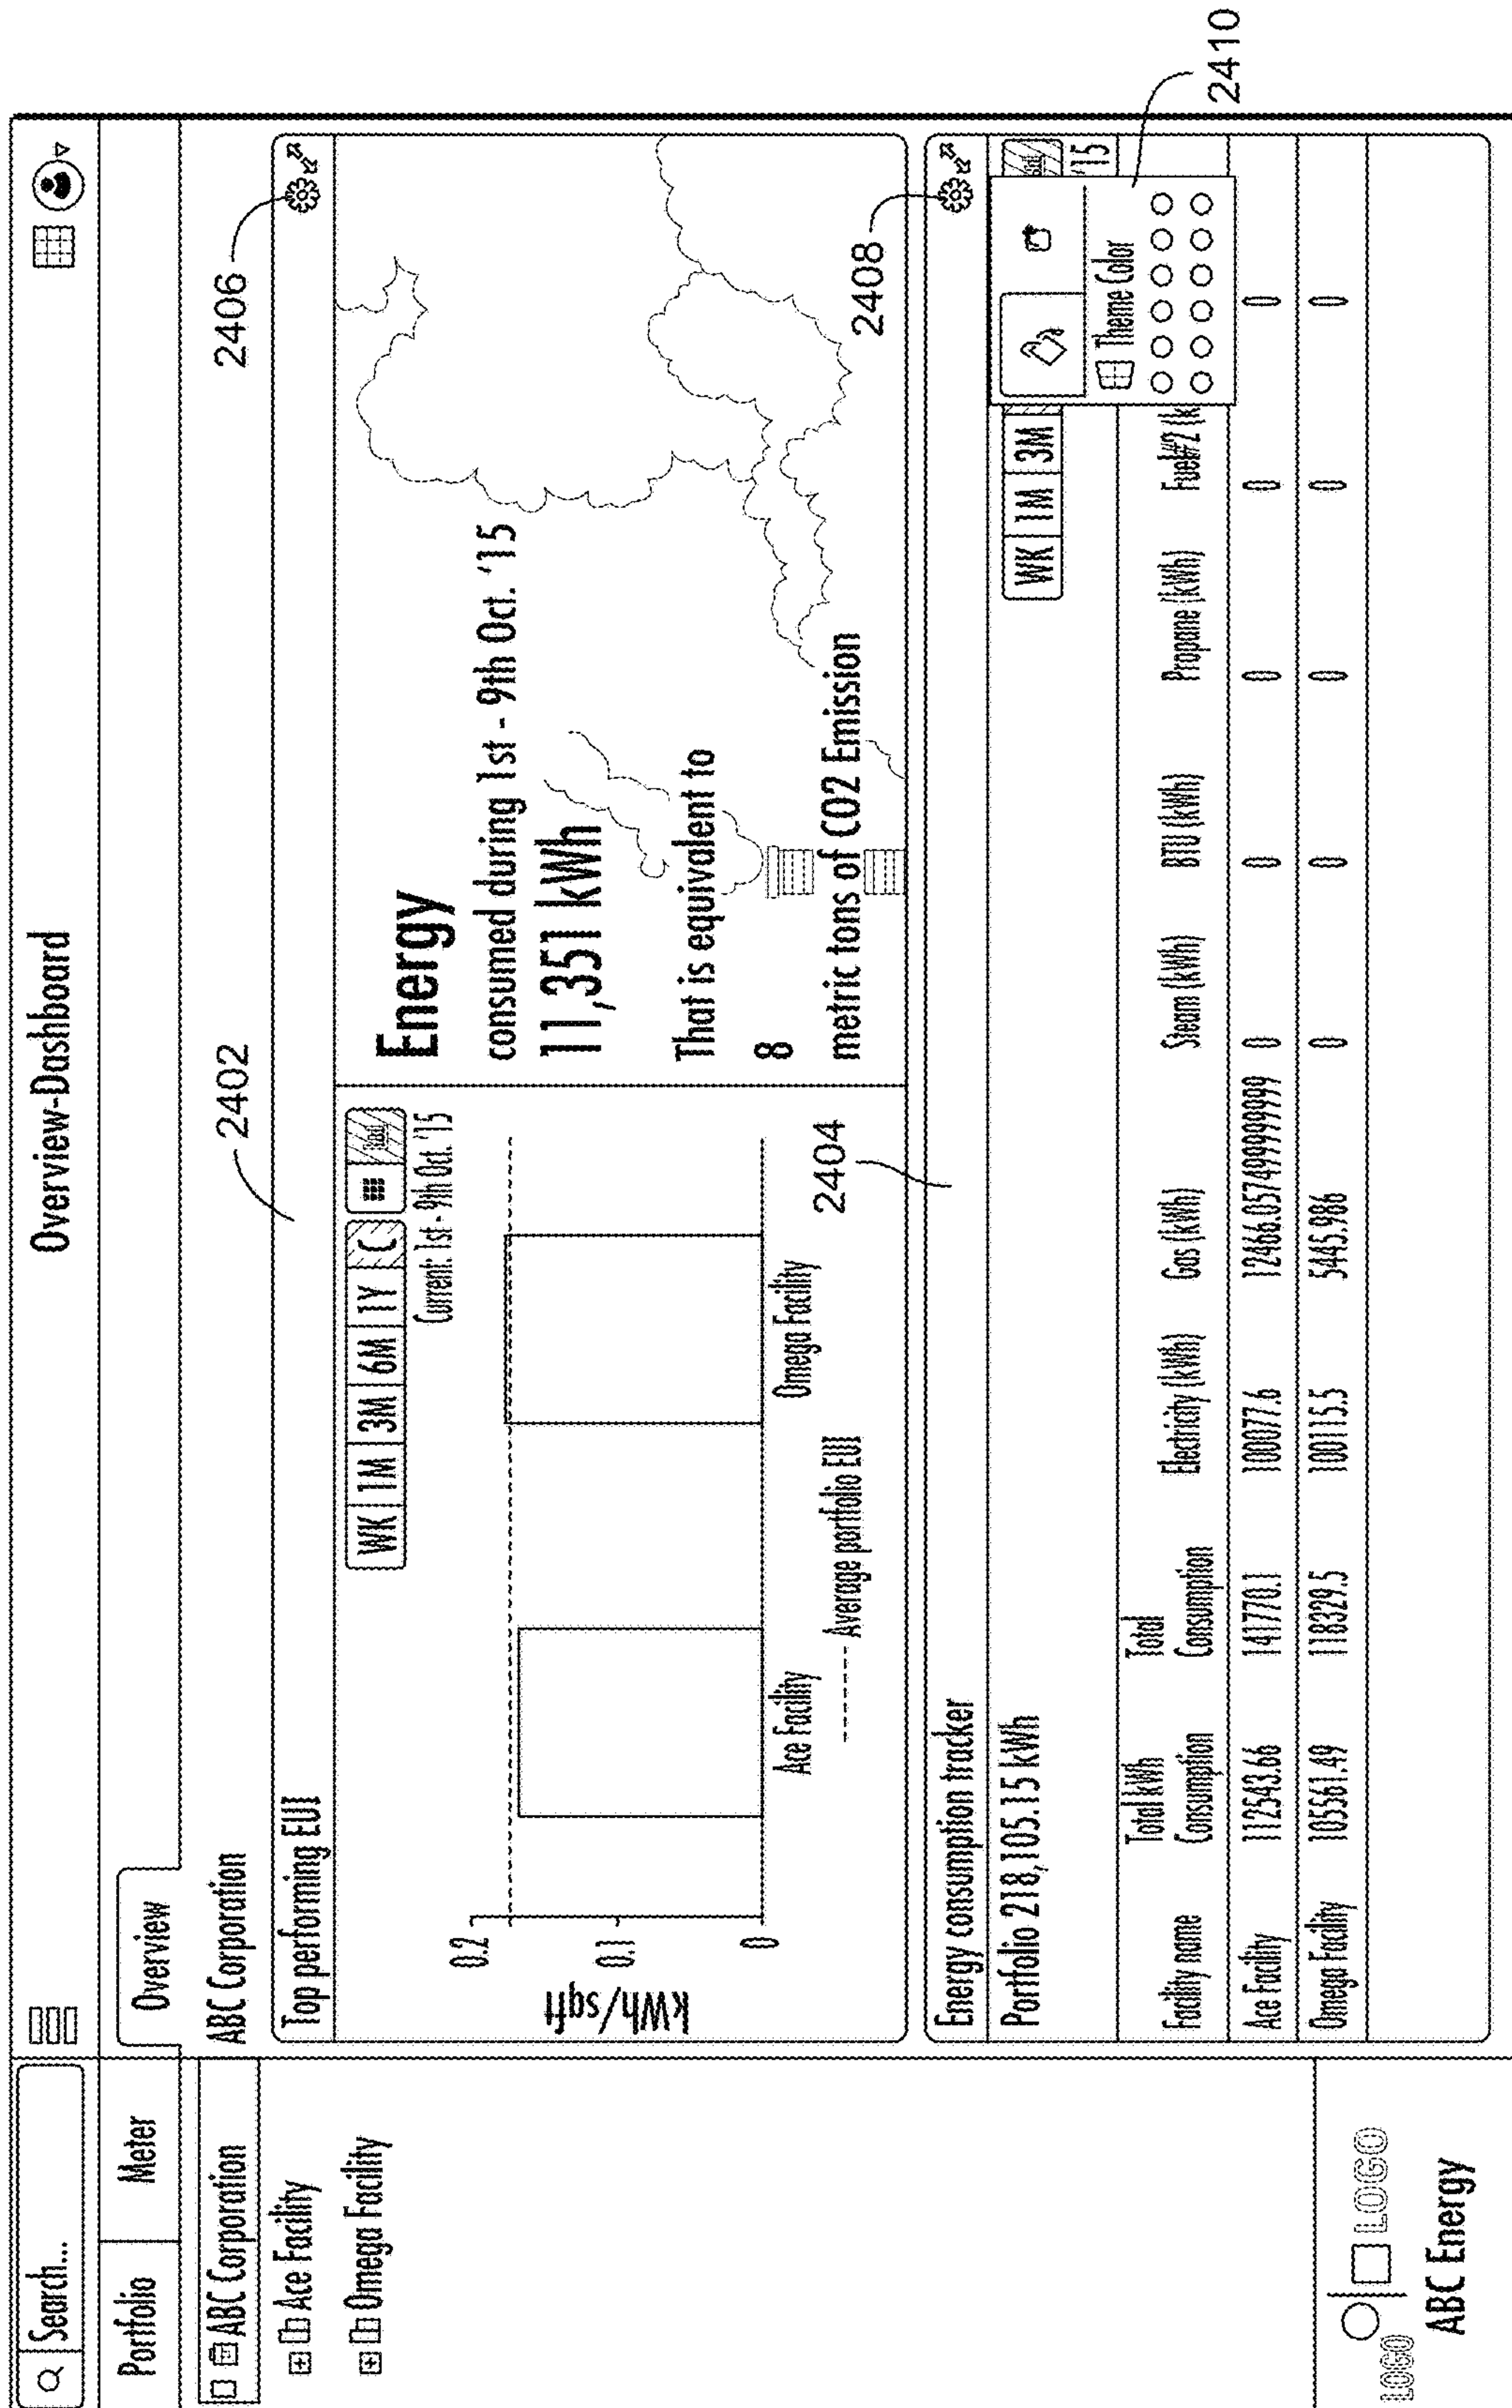 Search...
Overview-Dashboard
Portfolio Meter
Overview
ABC Corporation
Ace Facility
Omega Facility
ABC Corporation
2402
2406
Top performing EUI
WK 1M 3M 6M 1Y C
Current: 1st - 9th Oct. '15
kWh/sqft
0.2
0.1
0
Ace Facility Omega Facility
Average portfolio EUI
Energy
consumed during 1st - 9th Oct. '15
11,351 kWh
That is equivalent to
8
metric tons of CO2 Emission
2404
2408
Energy consumption tracker
Portfolio 218,105.15 kWh
WK 1M 3M
'15
Theme Color
2410
Facility name Total kWh Consumption Total Consumption Electricity (kWh) Gas (kWh) Steam (kWh) BTU (kWh) Propane (kWh) Fuel#2 (k
Ace Facility 112543.66 141770.1 100077.6 12466.057499999999 0 0 0 0 0
Omega Facility 105561.49 118329.5 100115.5 5445.986 0 0 0 0 0
LOGO LOGO
ABC Energy